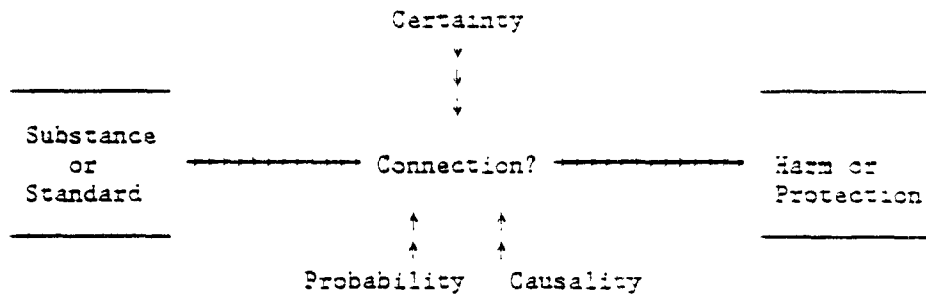 Certainty
Substance
or
Standard
Connection?
Harm or
Protection
Probability Causality